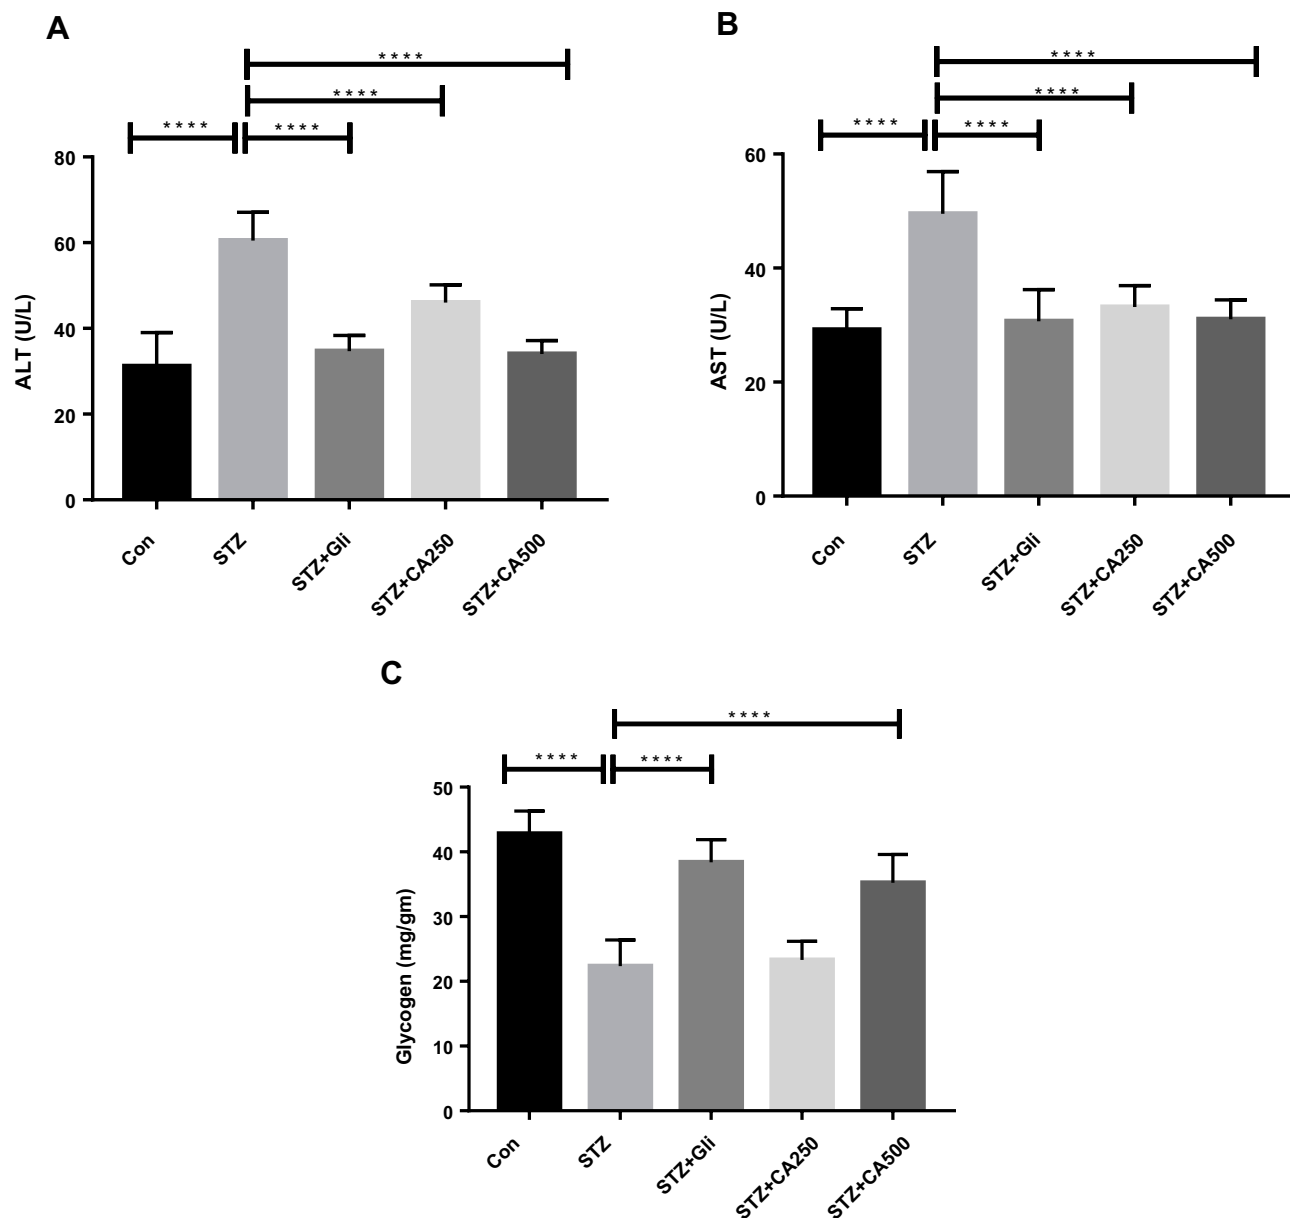 A
****
****
**** ****
80
60
40
20
0
ALT (U/L)
Con
STZ
STZ+Gli
STZ+CA250
STZ+CA500
B
****
****
**** ****
60
40
20
0
AST (U/L)
Con
STZ
STZ+Gli
STZ+CA250
STZ+CA500
C
****
**** ****
50
40
30
20
10
0
Glycogen (mg/gm)
Con
STZ
STZ+Gli
STZ+CA250
STZ+CA500